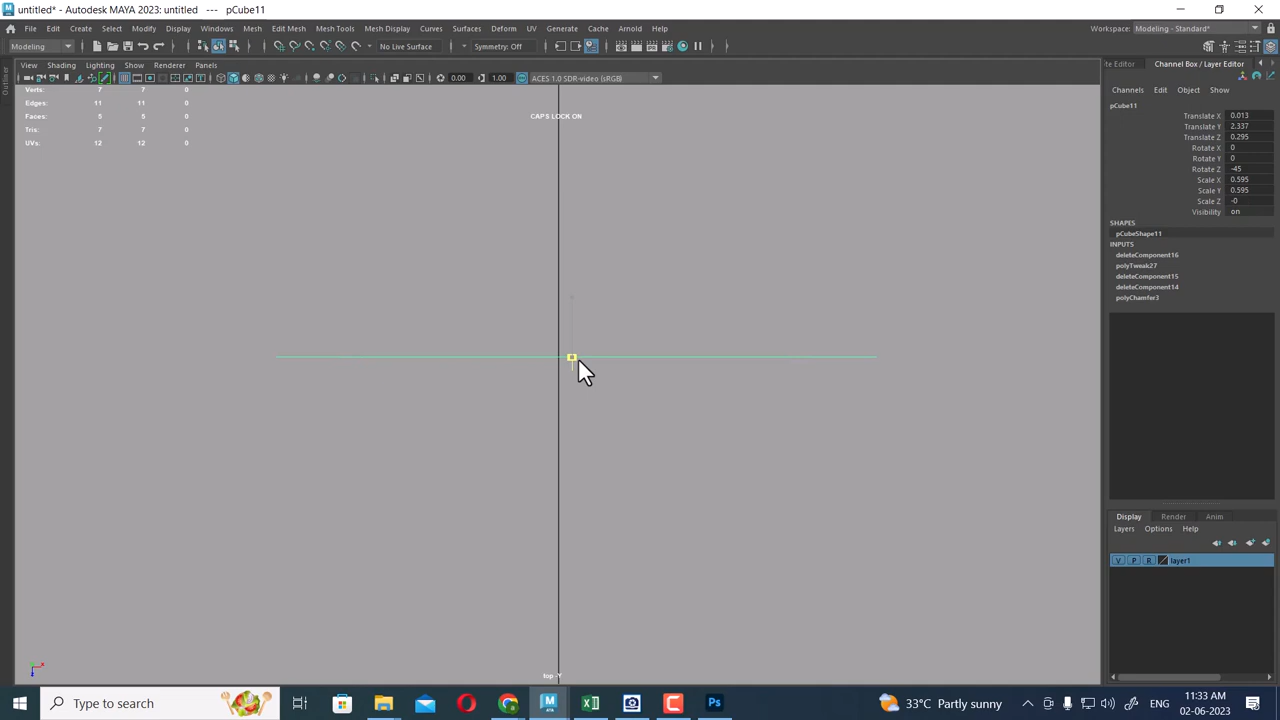 untitled* - Autodesk MAYA 2023: untitled --- pCube11
File Edit Create Select Modify Display Windows Mesh Edit Mesh Mesh Tools Mesh Display Curves Surfaces Deform UV Generate Cache Arnold Help
Workspace: Modeling - Standard*
Modeling No Live Surface Symmetry: Off
View Shading Lighting Show Renderer Panels
te Editor Channel Box / Layer Editor
0.00 1.00 ACES 1.0 SDR-video (sRGB)
Channels Edit Object Show
Verts: 7 7 0
Edges: 11 11 0
Faces: 5 5 0
Tris: 7 7 0
UVs: 12 12 0
CAPS LOCK ON
pCube11
Translate X 0.013
Translate Y 2.337
Translate Z 0.295
Rotate X 0
Rotate Y 0
Rotate Z -45
Scale X 0.595
Scale Y 0.595
Scale Z -0
Visibility on
SHAPES
pCubeShape11
INPUTS
deleteComponent16
polyTweak27
deleteComponent15
deleteComponent14
polyChamfer3
Outliner
Display Render Anim
Layers Options Help
V P R layer1
top -Y
Type here to search
33°C Partly sunny
ENG
11:33 AM
02-06-2023